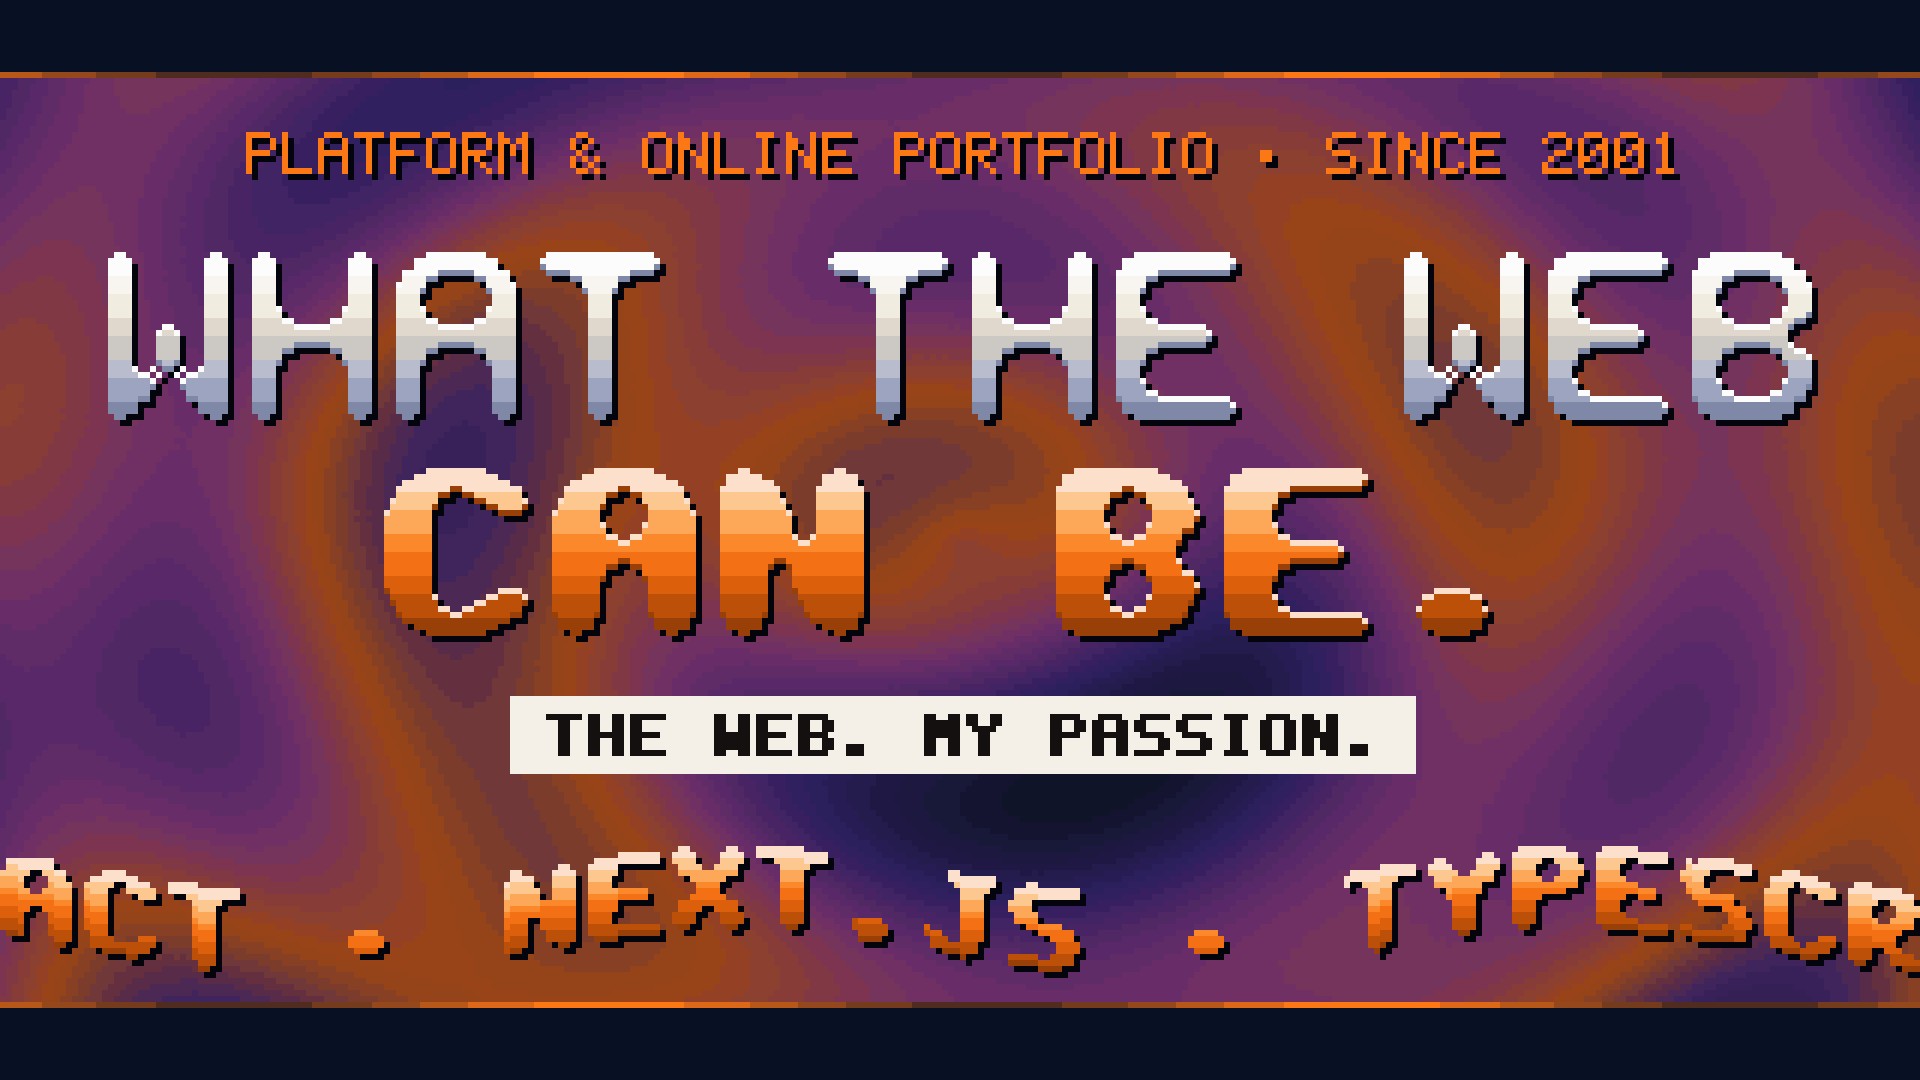 PLATFORM & ONLINE PORTFOLIO · SINCE 2001
WHAT THE WEB
CAN BE.
THE WEB. MY PASSION.
ACT · NEXT.JS · TYPESCR